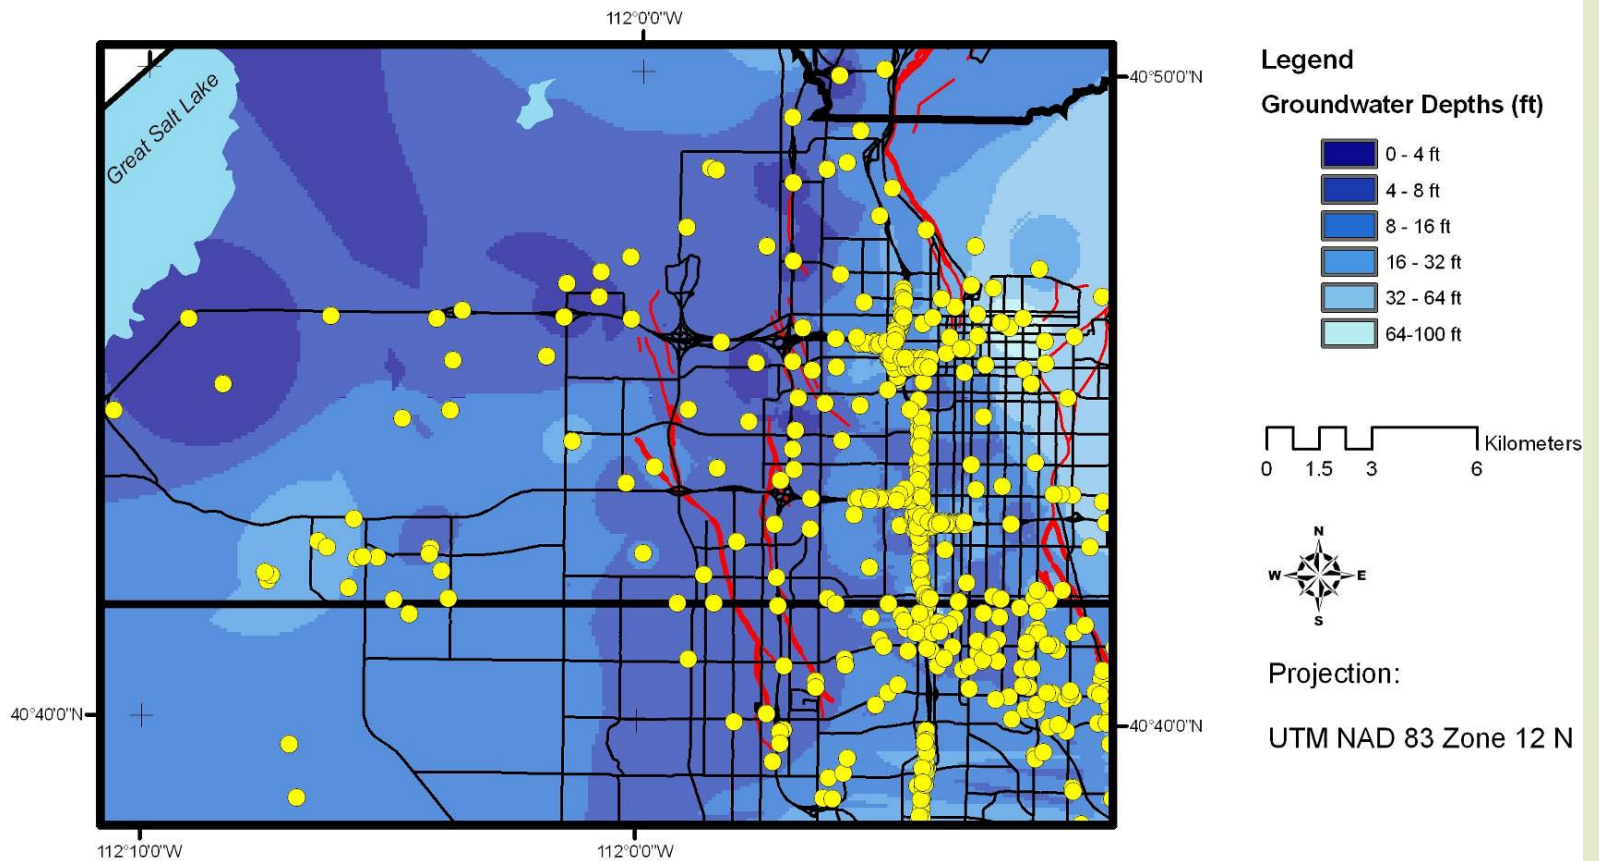 112°0'0"W
Great Salt Lake
40°50'0"N
Legend
Groundwater Depths (ft)
0 - 4 ft
4 - 8 ft
8 - 16 ft
16 - 32 ft
32 - 64 ft
64-100 ft
Kilometers
0 1.5 3 6
N
W E
S
Projection:
UTM NAD 83 Zone 12 N
40°40'0"N
40°40'0"N
112°10'0"W
112°0'0"W